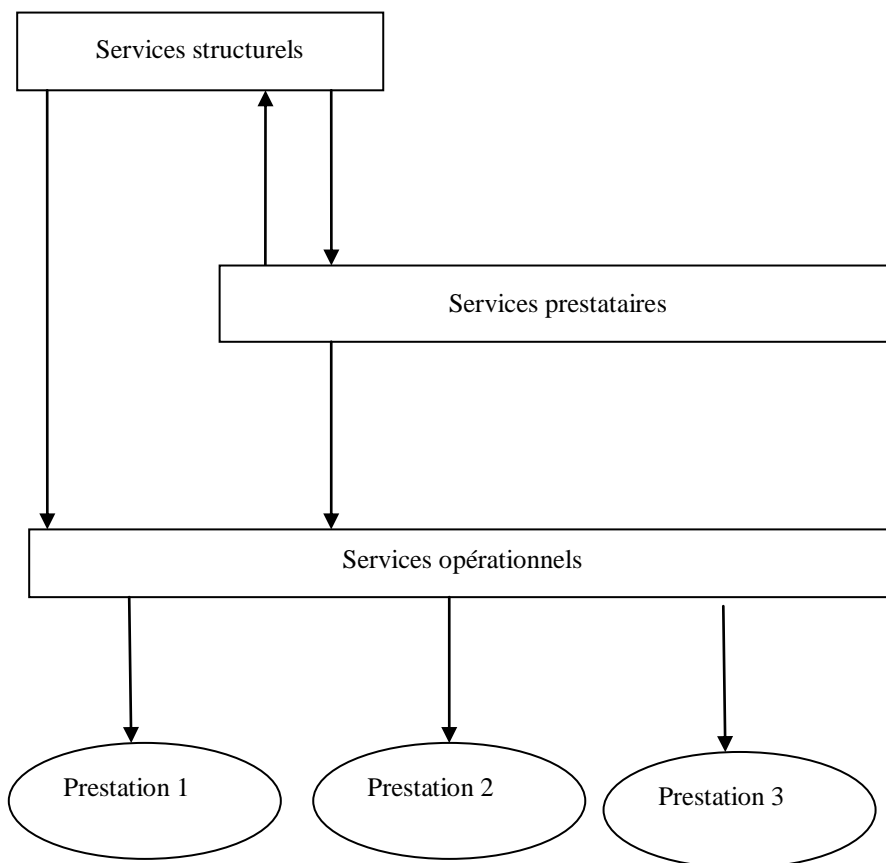 Services structurels
Services prestataires
Services opérationnels
Prestation 1
Prestation 2
Prestation 3